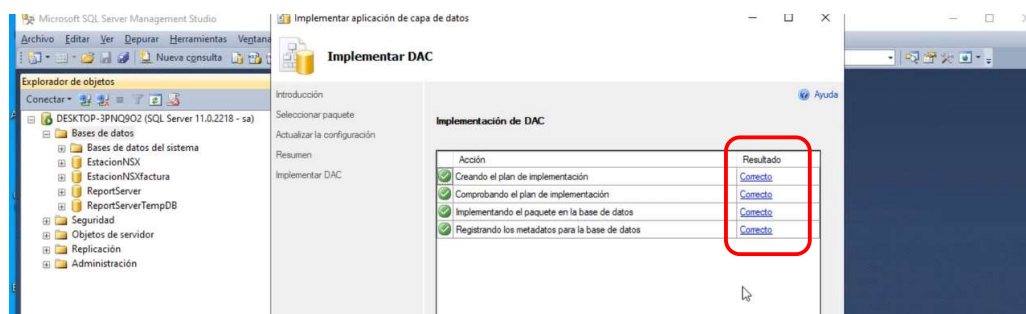 Microsoft SQL Server Management Studio
Archivo Editar Ver Depurar Herramientas
Nueva consulta
Explorador de objetos
Conectar
DESKTOP-3PNQ9O2 (SQL Server 11.0.2218 - sa)
Bases de datos
Bases de datos del sistema
EstacionNSX
EstacionNSXfactura
ReportServer
ReportServerTempDB
Seguridad
Objetos de servidor
Replicación
Administración
Implementar aplicación de capa de datos
Implementar DAC
Introducción
Seleccionar paquete
Actualizar la configuración
Resumen
Implementar DAC
Ayuda
Implementación de DAC
Acción Resultado
Creando el plan de implementación Correcto
Comprobando el plan de implementación Correcto
Implementando el paquete en la base de datos Correcto
Registrando los metadatos para la base de datos Correcto